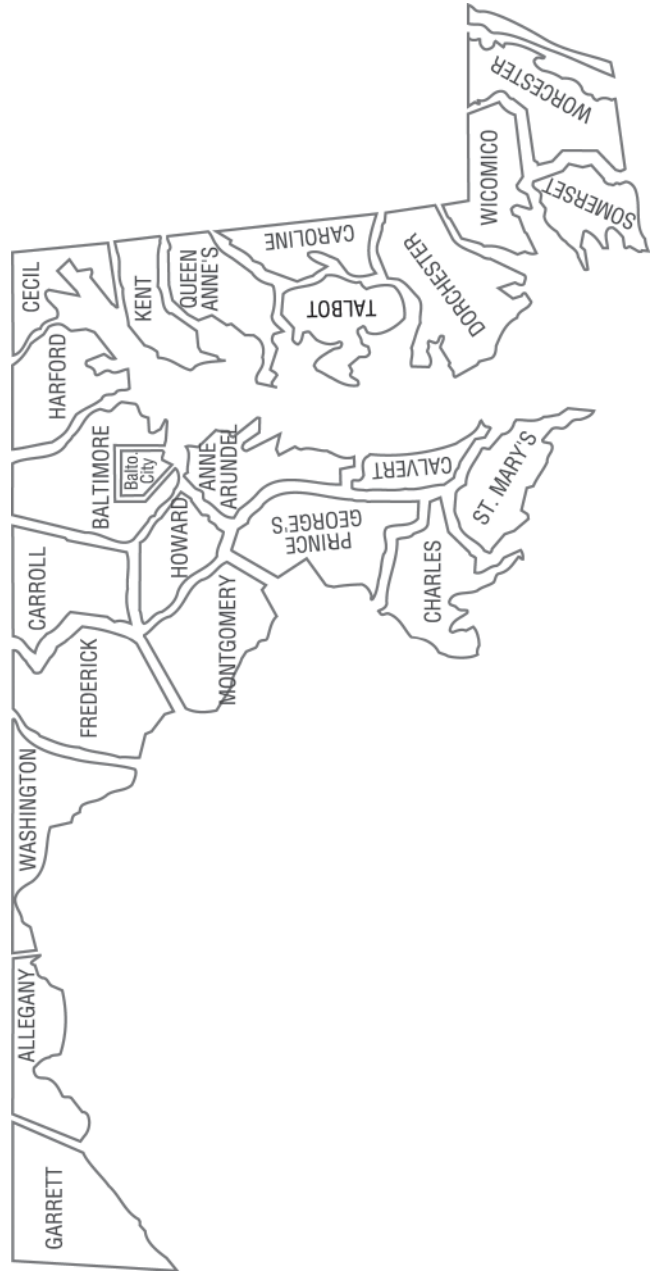 GARRETT
ALLEGANY
WASHINGTON
FREDERICK
CARROLL
BALTIMORE
Balto.
City
HARFORD
CECIL
MONTGOMERY
HOWARD
ANNE
ARUNDEL
KENT
QUEEN
ANNE'S
PRINCE
GEORGE'S
CALVERT
TALBOT
CAROLINE
CHARLES
ST. MARY'S
DORCHESTER
WICOMICO
SOMERSET
WORCESTER